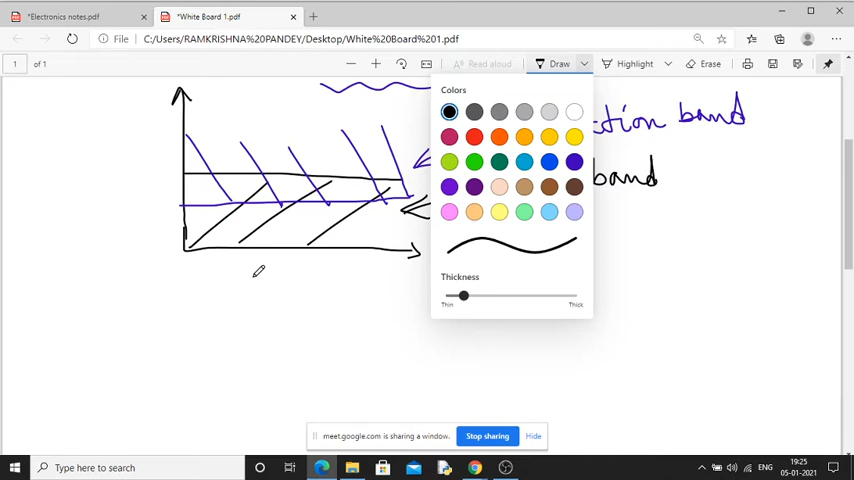 *Electronics notes.pdf
*White Board 1.pdf
File C:/Users/RAMKRISHNA%20PANDEY/Desktop/White%20Board%201.pdf
1 of 1 Read aloud Draw Highlight Erase
Colors
ction band
band
Thickness
Thin Thick
meet.google.com is sharing a window. Stop sharing Hide
Type here to search
ENG
19:25
05-01-2021